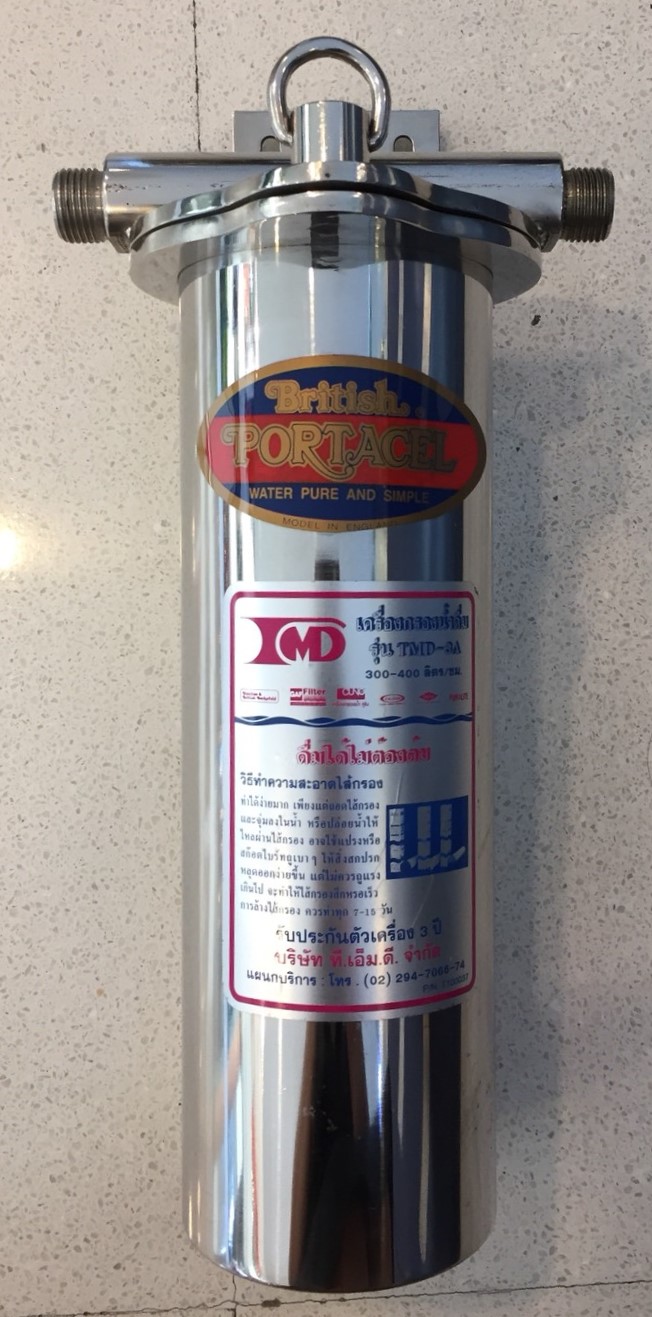 British
PORTACEL
WATER PURE AND SIMPLE
MODEL IN ENGLAND
TMD
เครื่องกรองน้ำดื่ม
รุ่น TMD-3A
300-400 ลิตร/ชม.
Filter
CUNO
ดื่มได้ไม่ต้องต้ม
วิธีทำความสะอาดไส้กรอง
ทำได้ง่ายมาก เพียงแต่ถอดไส้กรอง
และจุ่มลงในน้ำ หรือปล่อยน้ำให้
ไหลผ่านไส้กรอง อาจใช้แปรงหรือ
สก๊อตไบร์ทถูเบา ๆ ให้สิ่งสกปรก
หลุดออกง่ายขึ้น แต่ไม่ควรถูแรง
เกินไป จะทำให้ไส้กรองสึกหรอเร็ว
การล้างไส้กรอง ควรทำทุก 7-15 วัน
รับประกันตัวเครื่อง 3 ปี
บริษัท ที.เอ็ม.ดี. จำกัด
แผนกบริการ : โทร. (02) 294-7068-74